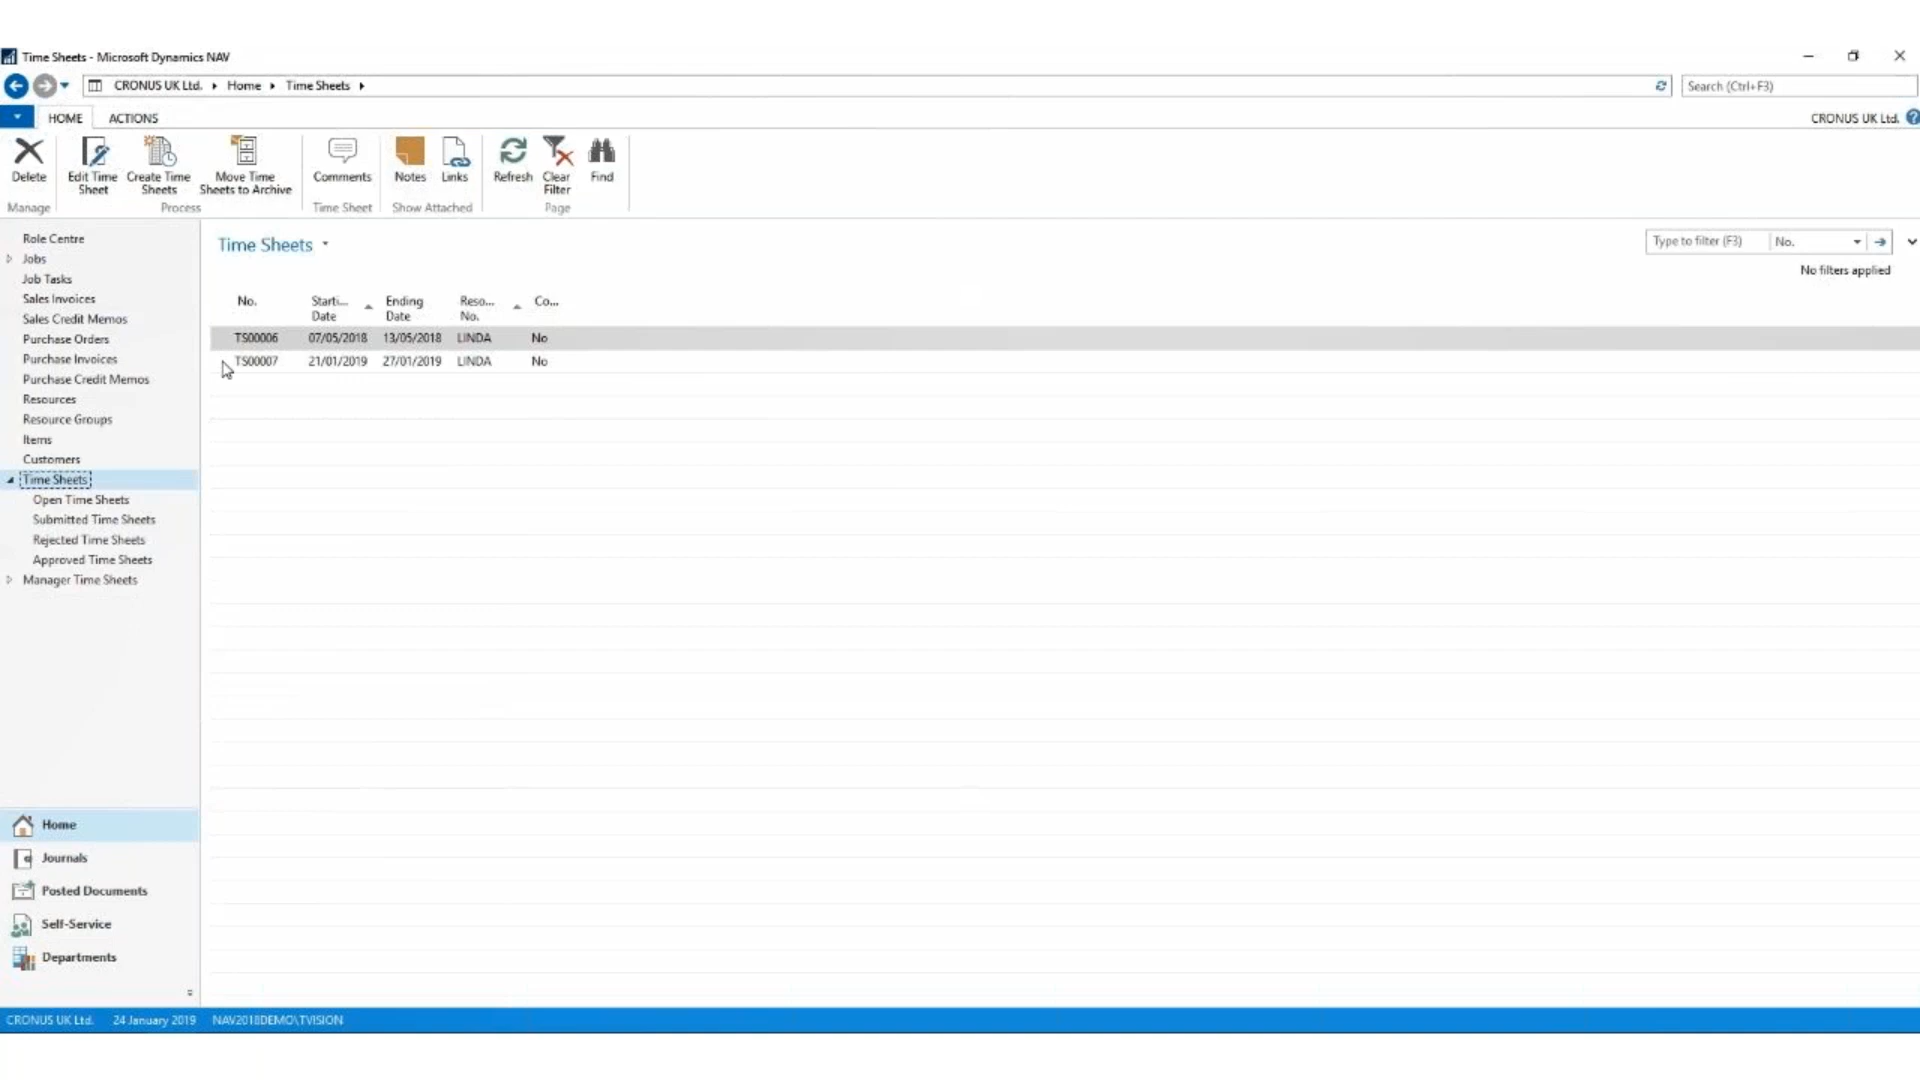 Time Sheets - Microsoft Dynamics NAV
CRONUS UK Ltd. Home Time Sheets
Search (Ctrl+F3)
HOME ACTIONS
CRONUS UK Ltd.
Delete
Edit Time Sheet
Create Time Sheets
Move Time Sheets to Archive
Comments
Notes
Links
Refresh
Clear Filter
Find
Manage
Process
Time Sheet
Show Attached
Page
Role Centre
Jobs
Job Tasks
Sales Invoices
Sales Credit Memos
Purchase Orders
Purchase Invoices
Purchase Credit Memos
Resources
Resource Groups
Items
Customers
Time Sheets
Open Time Sheets
Submitted Time Sheets
Rejected Time Sheets
Approved Time Sheets
Manager Time Sheets
Home
Journals
Posted Documents
Self-Service
Departments
Time Sheets
Type to filter (F3) No.
No filters applied
No. Starti... Date Ending Date Reso... No. Co...
TS00006 07/05/2018 13/05/2018 LINDA No
TS00007 21/01/2019 27/01/2019 LINDA No
CRONUS UK Ltd. 24 January 2019 NAV2018DEMO\TVISION